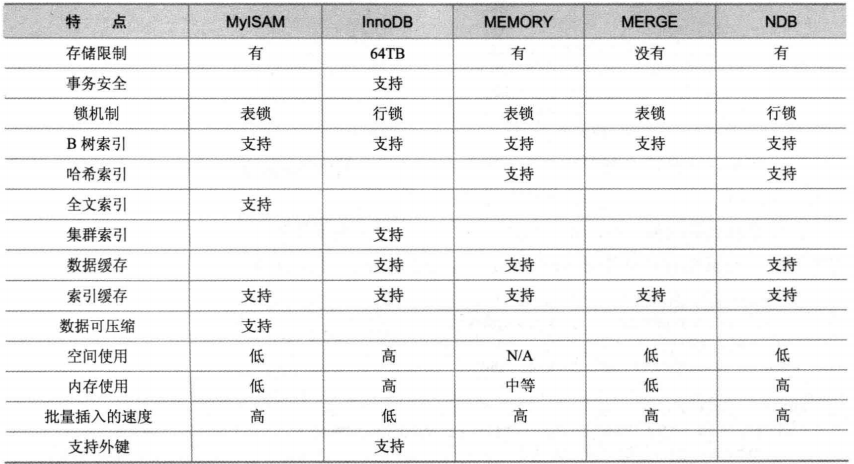 特 点 MyISAM InnoDB MEMORY MERGE NDB
存储限制 有 64TB 有 没有 有
事务安全 支持
锁机制 表锁 行锁 表锁 表锁 行锁
B 树索引 支持 支持 支持 支持 支持
哈希索引 支持 支持
全文索引 支持
集群索引 支持
数据缓存 支持 支持 支持
索引缓存 支持 支持 支持 支持 支持
数据可压缩 支持
空间使用 低 高 N/A 低 低
内存使用 低 高 中等 低 高
批量插入的速度 高 低 高 高 高
支持外键 支持